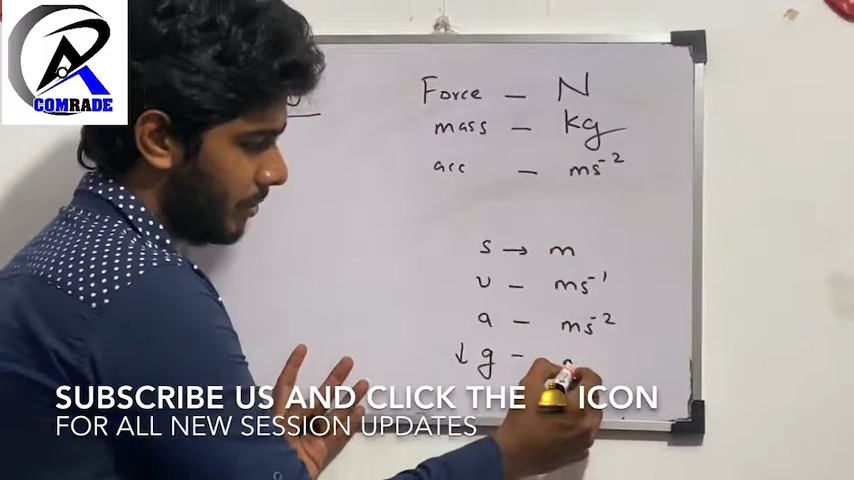 COMRADE
Force – N
mass – kg
acc – ms⁻²
s → m
v – ms⁻¹
a – ms⁻²
↓ g –
SUBSCRIBE US AND CLICK THE ICON
FOR ALL NEW SESSION UPDATES